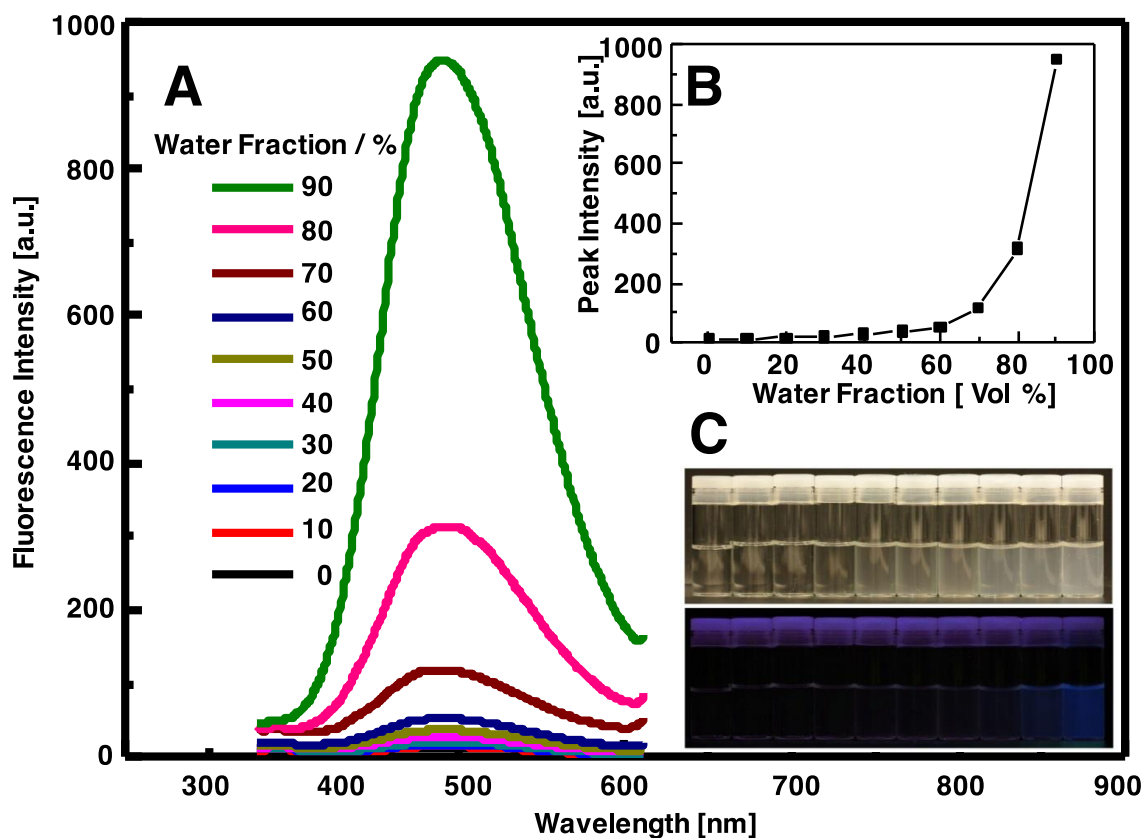 A
Water Fraction / %
90
80
70
60
50
40
30
20
10
0
Fluorescence Intensity [a.u.]
1000
800
600
400
200
0
300 400 500 600 700 800 900
Wavelength [nm]
B
Peak Intensity [a.u.]
1000
800
600
400
200
0
0 20 40 60 80 100
Water Fraction [ Vol %]
C